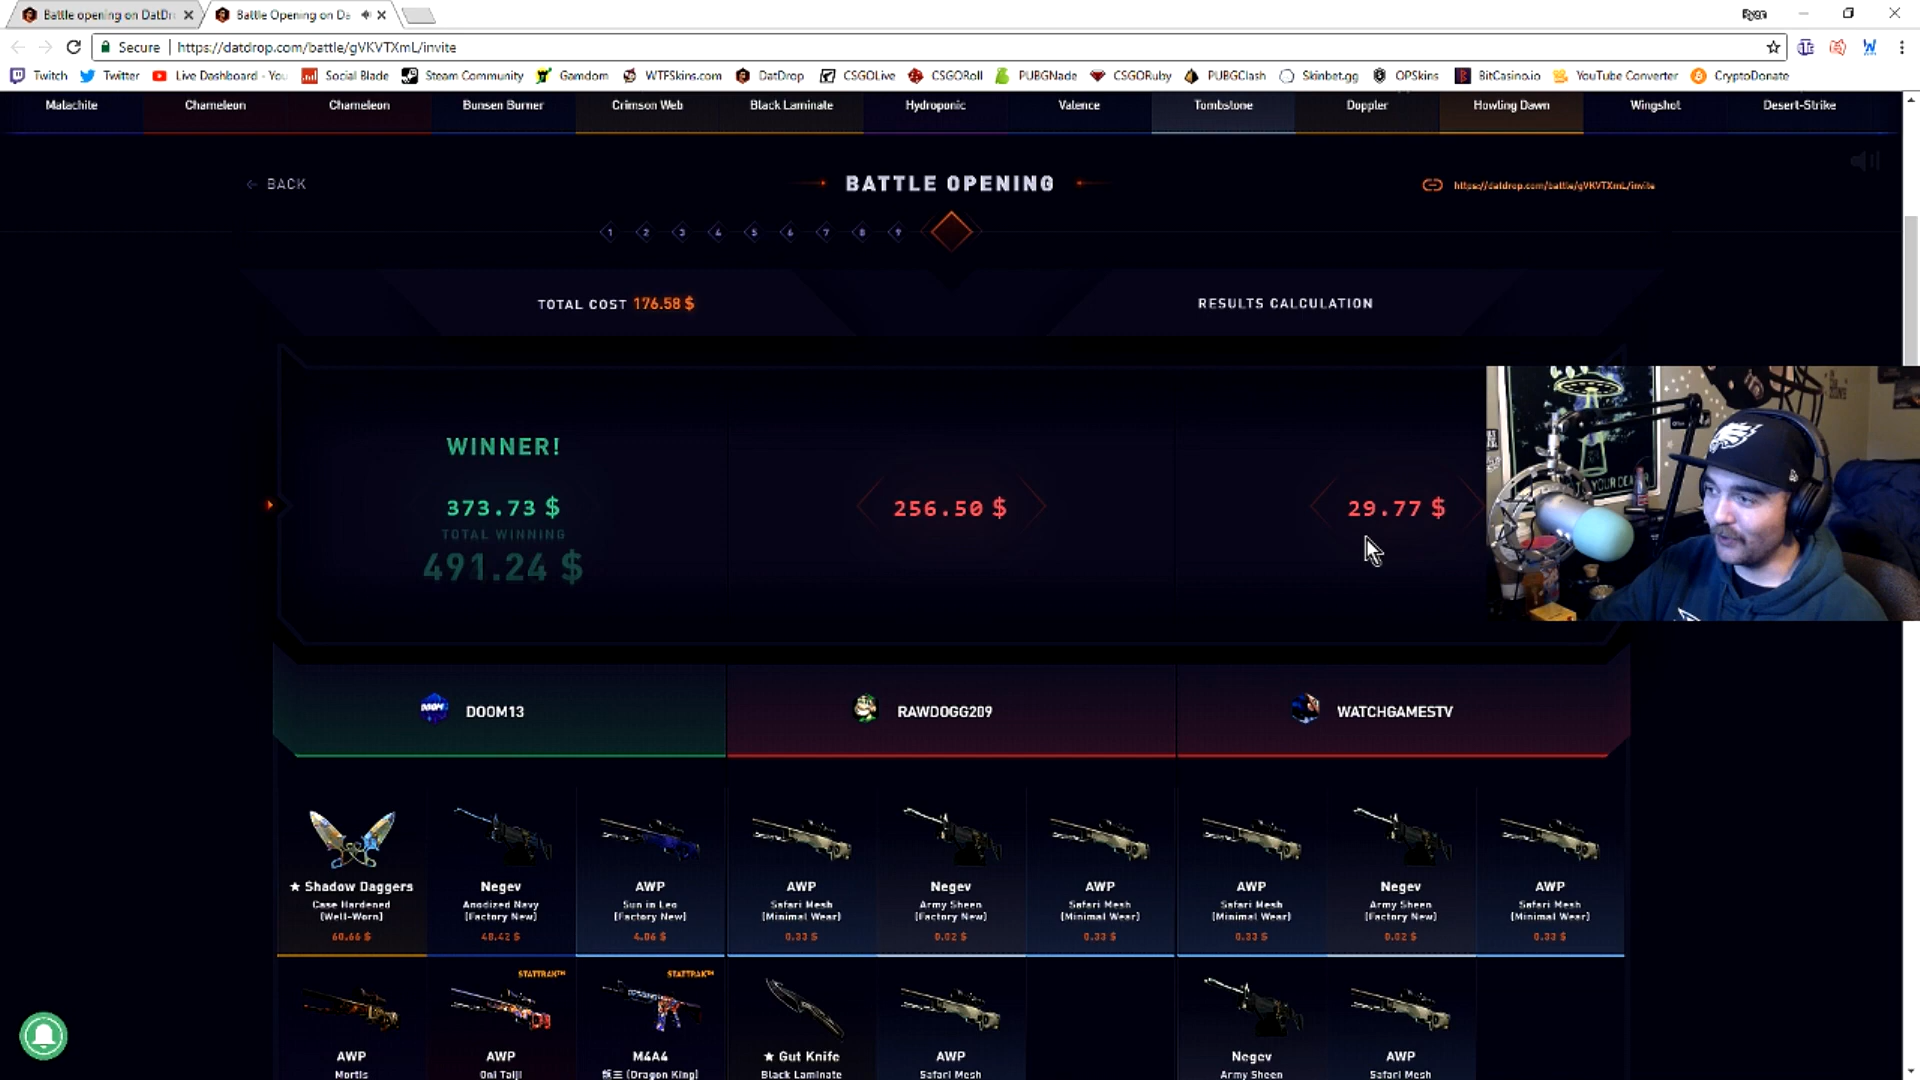 Battle opening on DatDr
Battle Opening on Da
Ryan
Secure
https://datdrop.com/battle/gVKVTXmL/invite
Twitch Twitter Live Dashboard - You Social Blade Steam Community Gamdom WTFSkins.com DatDrop CSGOLive CSGORoll PUBGNade CSGORuby PUBGClash Skinbet.gg OPSkins BitCasino.io YouTube Converter CryptoDonate
Malachite Chameleon Chameleon Bunsen Burner Crimson Web Black Laminate Hydroponic Valence Tombstone Doppler Howling Dawn Wingshot Desert-Strike
BACK
BATTLE OPENING
https://datdrop.com/battle/gVKVTXmL/invite
1 2 3 4 5 6 7 8 9
TOTAL COST 176.58 $
RESULTS CALCULATION
WINNER!
373.73 $
TOTAL WINNING
491.24 $
256.50 $
29.77 $
DOOM13
RAWDOGG209
WATCHGAMESTV
★ Shadow Daggers
Case Hardened
(Well-Worn)
60.66 $
Negev
Anodized Navy
(Factory New)
48.42 $
AWP
Sun in Leo
(Factory New)
4.06 $
AWP
Safari Mesh
(Minimal Wear)
0.33 $
Negev
Army Sheen
(Factory New)
0.02 $
AWP
Safari Mesh
(Minimal Wear)
0.33 $
AWP
Safari Mesh
(Minimal Wear)
0.33 $
Negev
Army Sheen
(Factory New)
0.02 $
AWP
Safari Mesh
(Minimal Wear)
0.33 $
AWP
Mortis
STATTRAK™
AWP
Oni Taiji
STATTRAK™
M4A4
龍王 (Dragon King)
★ Gut Knife
Black Laminate
AWP
Safari Mesh
Negev
Army Sheen
AWP
Safari Mesh